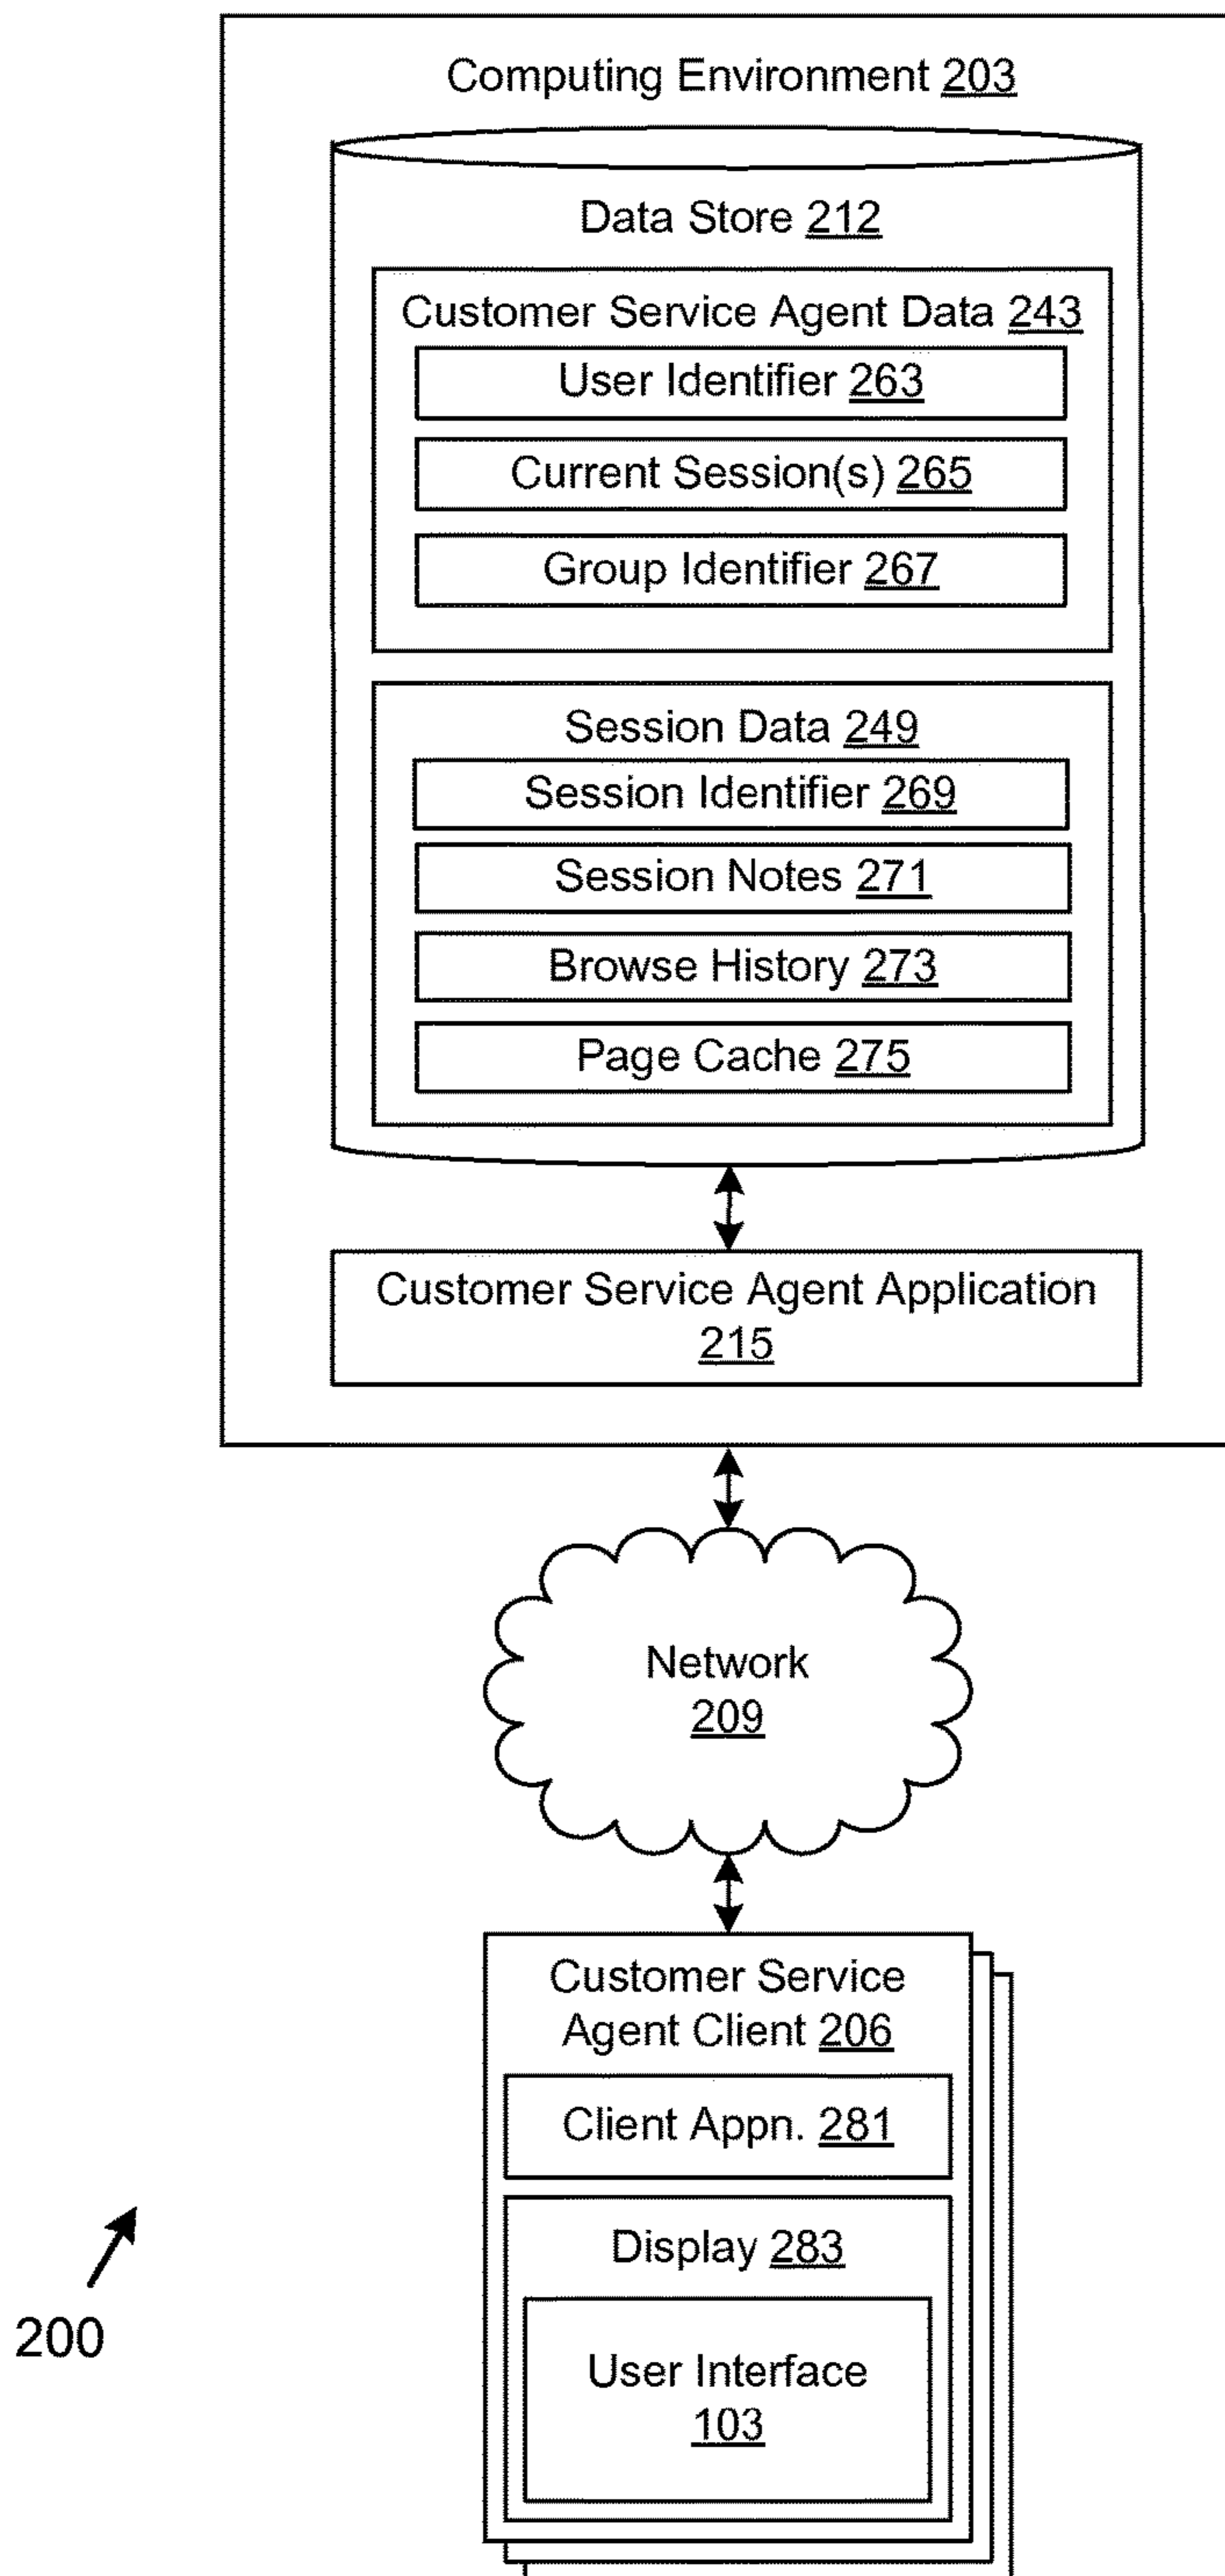 Computing Environment 203
Data Store 212
Customer Service Agent Data 243
User Identifier 263
Current Session(s) 265
Group Identifier 267
Session Data 249
Session Identifier 269
Session Notes 271
Browse History 273
Page Cache 275
Customer Service Agent Application
215
Network
209
Customer Service
Agent Client 206
Client Appn. 281
Display 283
User Interface
103
200